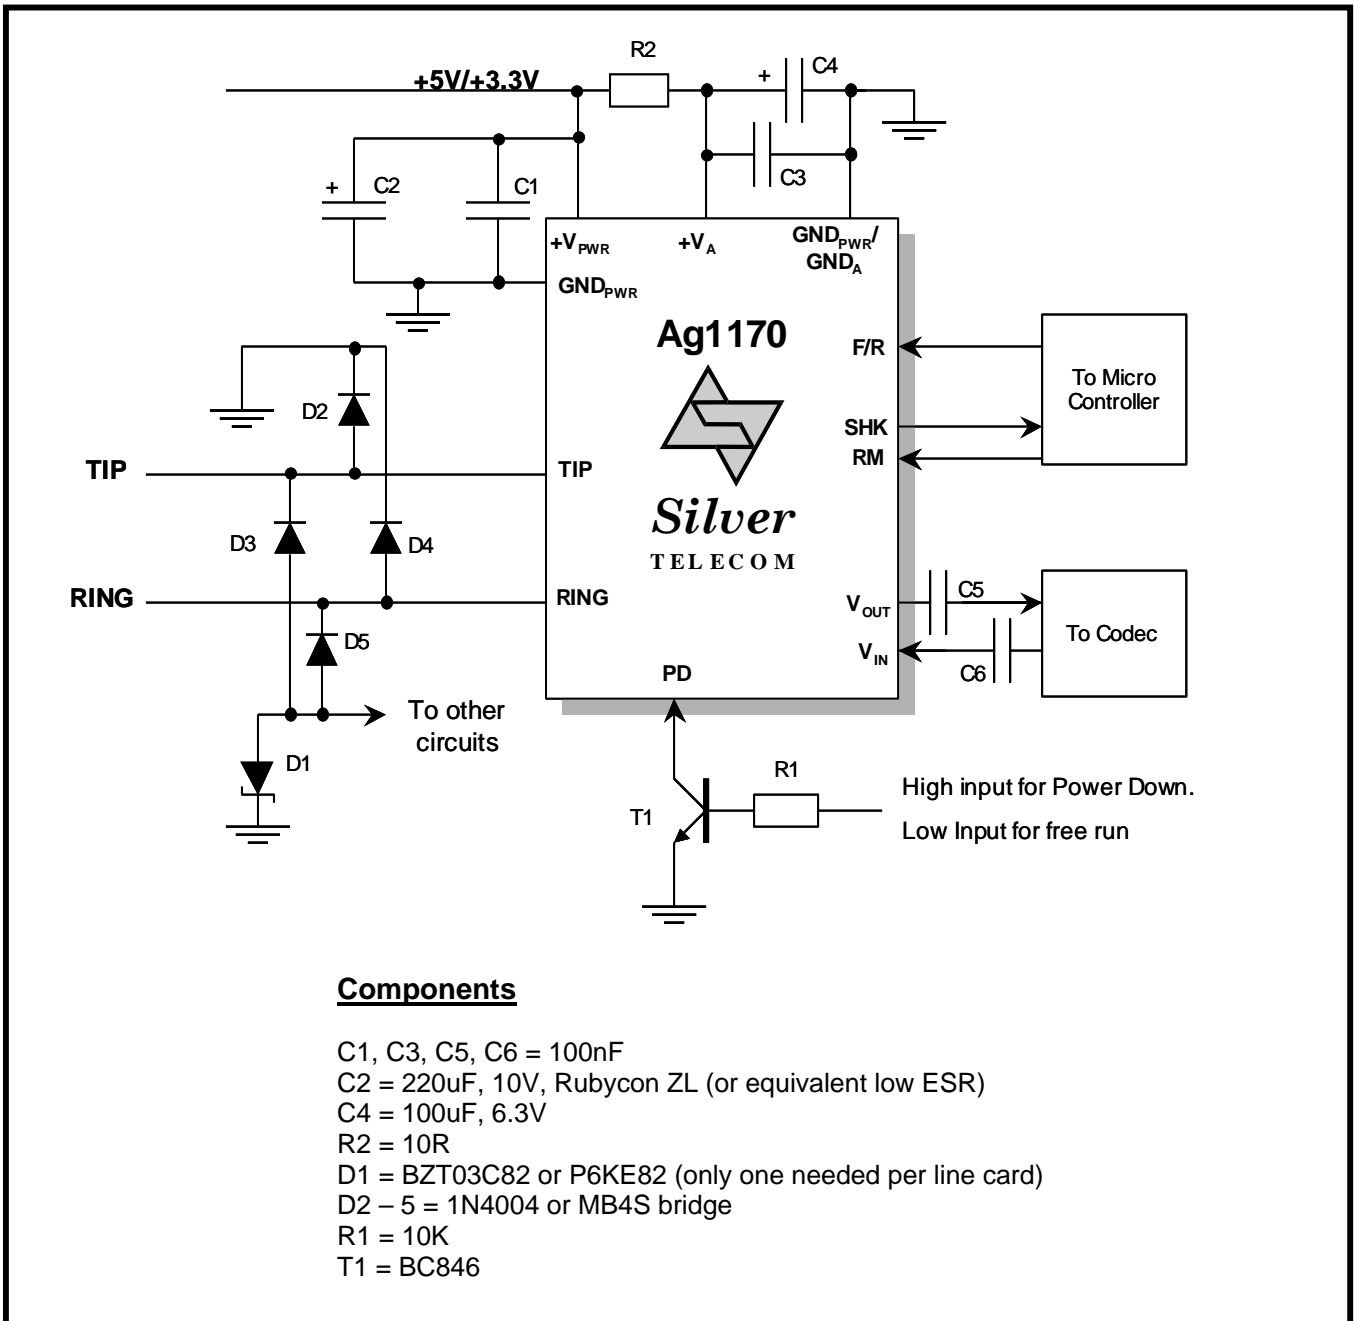 R2
C4
+5V/+3.3V
+
C3
+
C2
C1
+VPWR
+VA
GNDPWR/
GNDA
GNDPWR
Ag1170
F/R
To Micro
Controller
D2
SHK
TIP
TIP
RM
Silver
D3
D4
TELECOM
RING
RING
VOUT
C5
D5
To Codec
VIN
C6
PD
To other
circuits
D1
R1
High input for Power Down.
T1
Low Input for free run
Components
C1, C3, C5, C6 = 100nF
C2 = 220uF, 10V, Rubycon ZL (or equivalent low ESR)
C4 = 100uF, 6.3V
R2 = 10R
D1 = BZT03C82 or P6KE82 (only one needed per line card)
D2 – 5 = 1N4004 or MB4S bridge
R1 = 10K
T1 = BC846